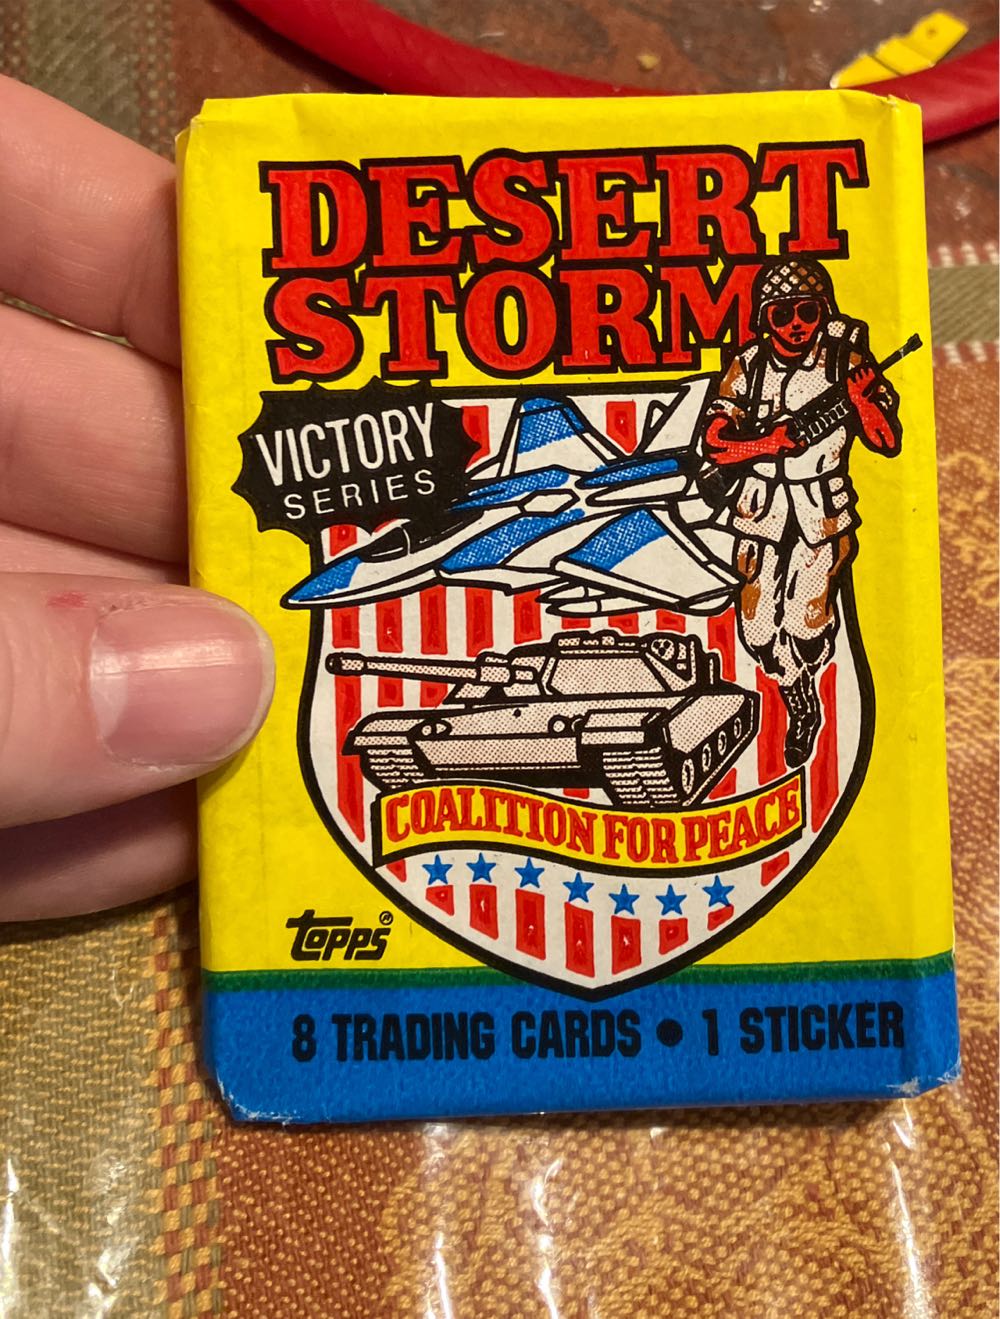 DESERT
STORM
VICTORY
SERIES
COALITION FOR PEACE
topps®
8 TRADING CARDS • 1 STICKER